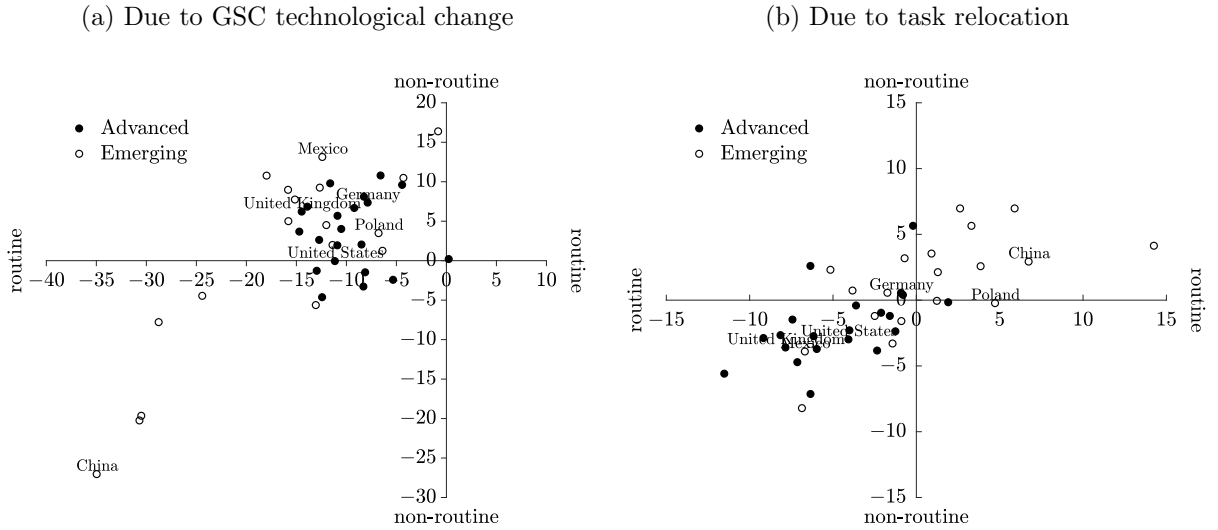 (a) Due to GSC technological change
non-routine
20
15
10
5
0
−5
−10
−15
−20
−25
−30
non-routine
−40 −35 −30 −25 −20 −15 −10 −5 0 5 10
routine
routine
Advanced
Emerging
Mexico
Germany
United Kingdom
Poland
United States
China
(b) Due to task relocation
non-routine
15
10
5
0
−5
−10
−15
non-routine
−15 −10 −5 0 5 10 15
routine
routine
Advanced
Emerging
China
Germany
Poland
United States
United Kingdom
Mexico